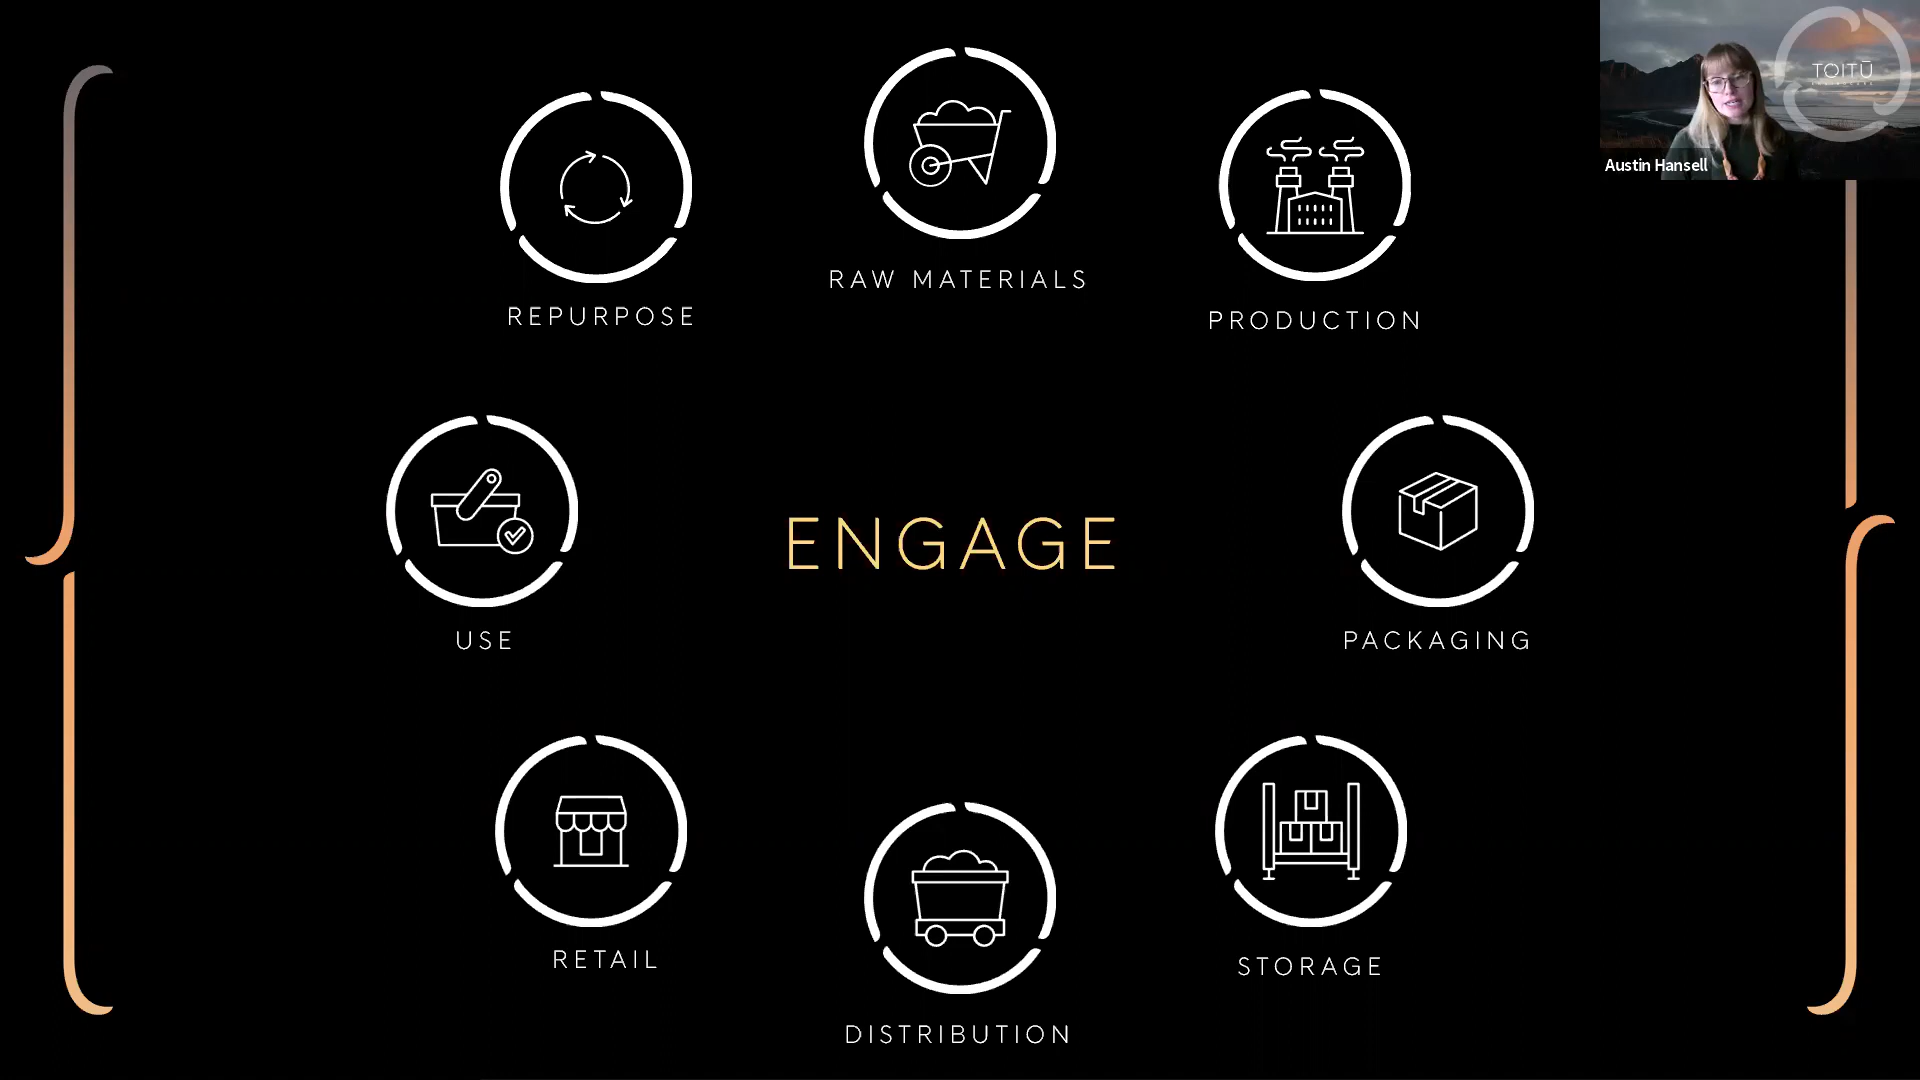 TOITŪ
Austin Hansell
RAW MATERIALS
REPURPOSE
PRODUCTION
ENGAGE
USE
PACKAGING
RETAIL
STORAGE
DISTRIBUTION